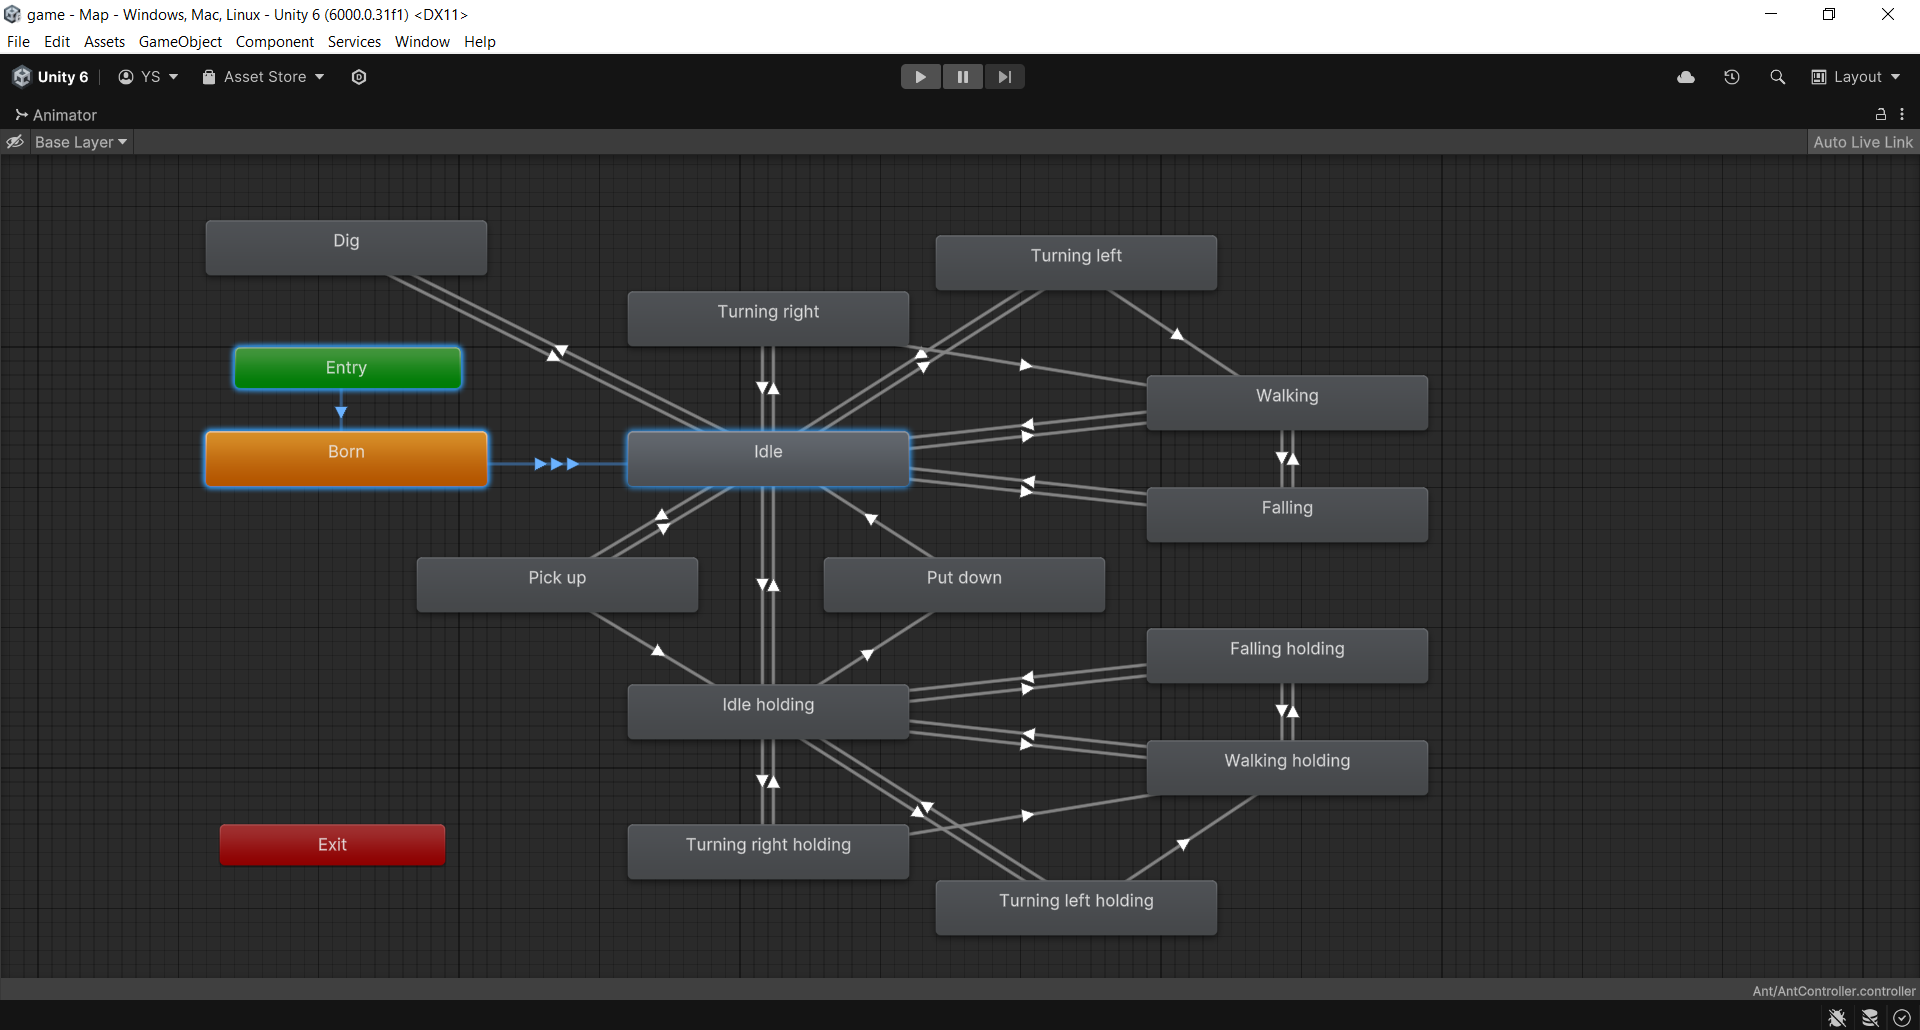 game - Map - Windows, Mac, Linux - Unity 6 (6000.0.31f1) <DX11>
File Edit Assets GameObject Component Services Window Help
Unity 6 YS Asset Store Layout
Animator
Base Layer Auto Live Link
Dig
Turning left
Turning right
Entry
Walking
Born
Idle
Falling
Pick up
Put down
Falling holding
Idle holding
Walking holding
Exit
Turning right holding
Turning left holding
Ant/AntController.controller